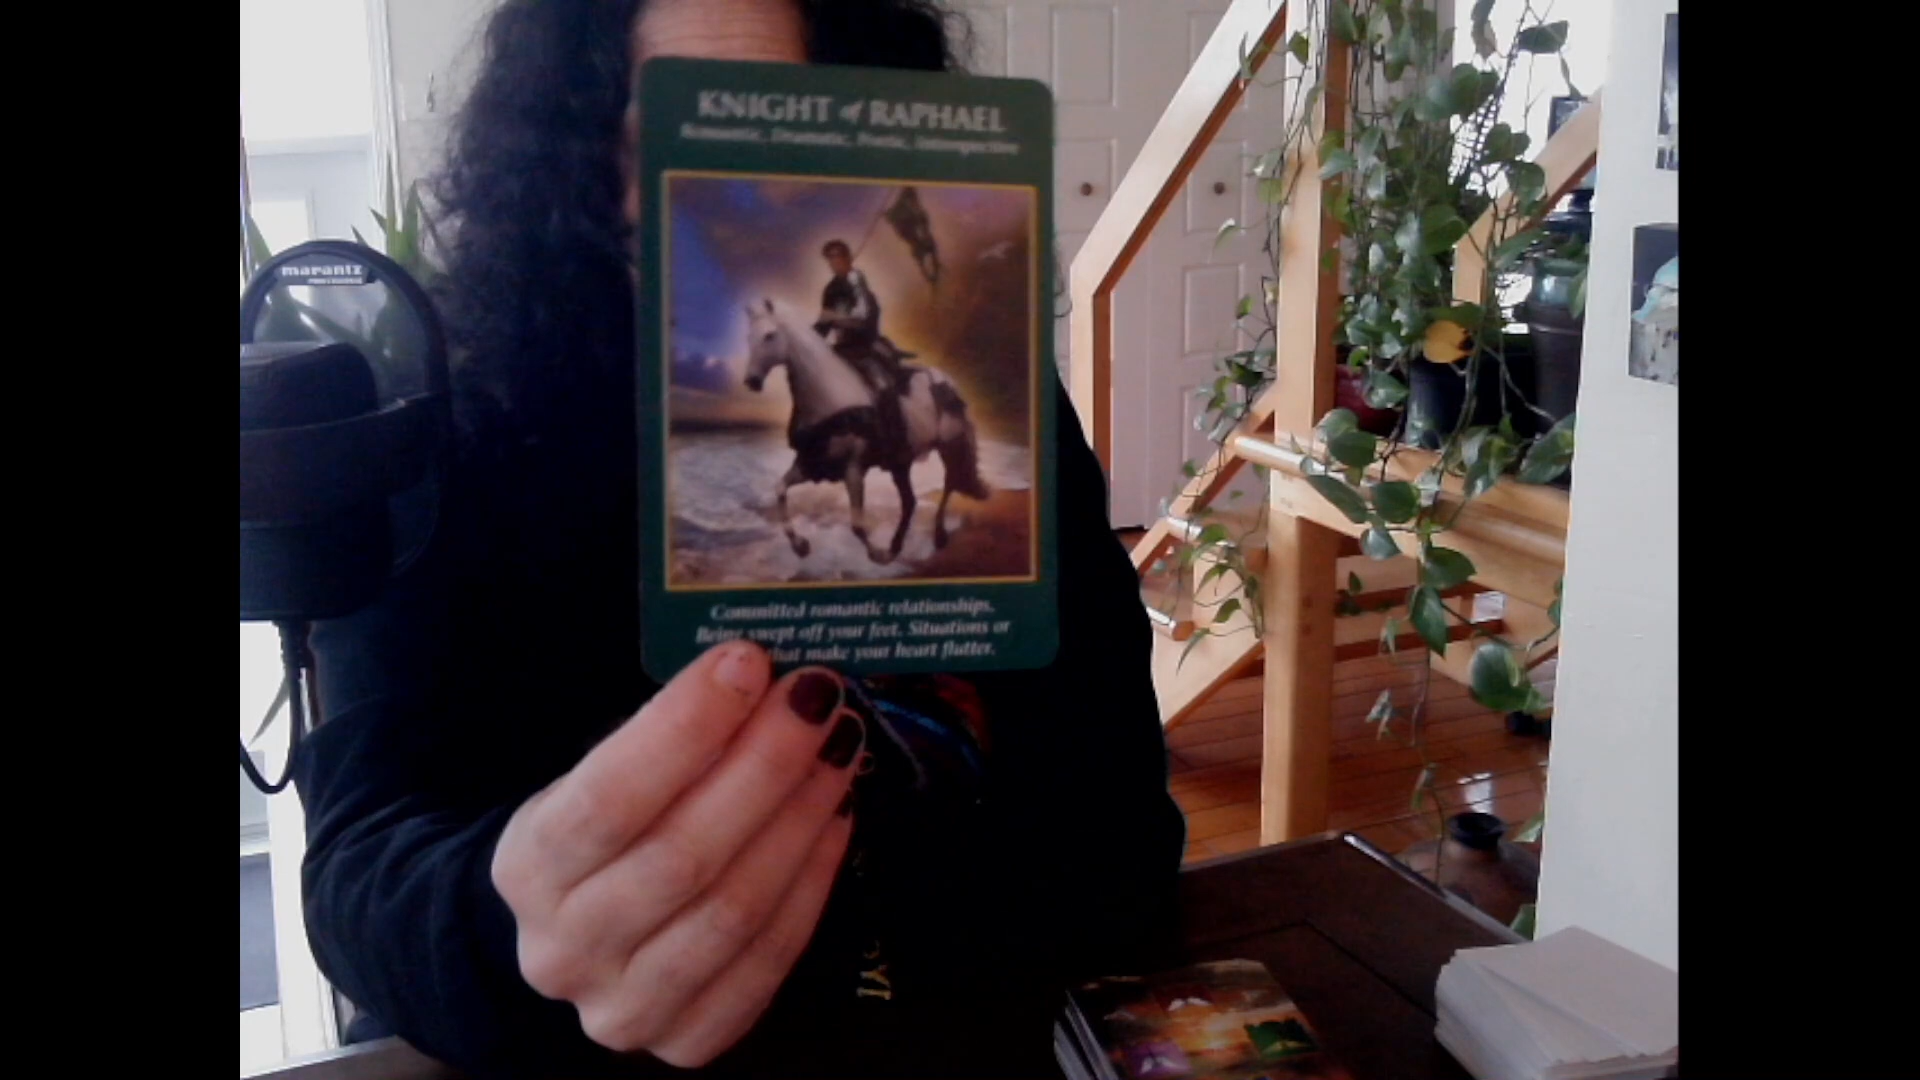 marantz
PROFESSIONAL
KNIGHT of RAPHAEL
Romantic, Dramatic, Poetic, Introspective
Committed romantic relationships.
Being swept off your feet. Situations or
that make your heart flutter.